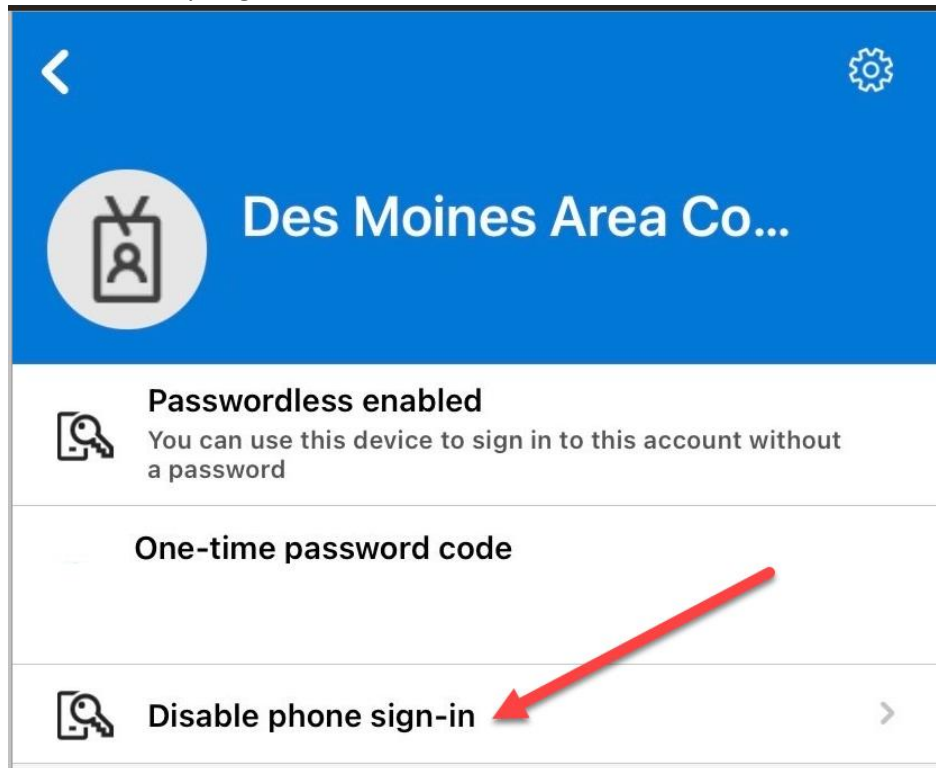 Des Moines Area Co...
Passwordless enabled
You can use this device to sign in to this account without
a password
One-time password code
Disable phone sign-in